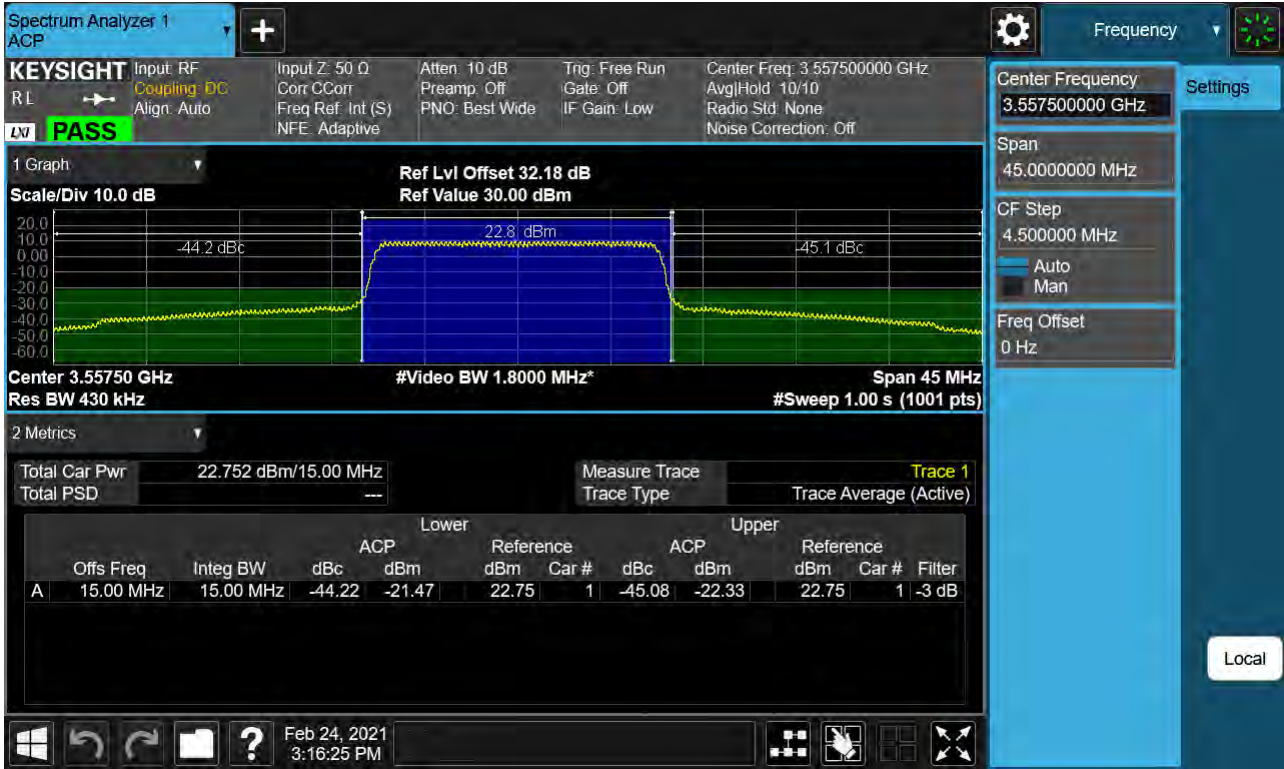 Spectrum Analyzer 1
ACP
+
Frequency
KEYSIGHT
R L
LXI
PASS
Input: RF
Coupling: DC
Align: Auto
Input Z: 50 Ω
Corr CCorr
Freq Ref: Int (S)
NFE: Adaptive
Atten: 10 dB
Preamp: Off
PNO: Best Wide
Trig: Free Run
Gate: Off
IF Gain: Low
Center Freq: 3.557500000 GHz
Avg|Hold: 10/10
Radio Std: None
Noise Correction: Off
1 Graph
Scale/Div 10.0 dB
Ref Lvl Offset 32.18 dB
Ref Value 30.00 dBm
20.0
10.0
0.00
-10.0
-20.0
-30.0
-40.0
-50.0
-60.0
-44.2 dBc
22.8 dBm
-45.1 dBc
Center 3.55750 GHz
#Video BW 1.8000 MHz*
Span 45 MHz
Res BW 430 kHz
#Sweep 1.00 s (1001 pts)
2 Metrics
Total Car Pwr 22.752 dBm/15.00 MHz
Total PSD ---
Measure Trace Trace 1
Trace Type Trace Average (Active)
Lower Upper
ACP Reference ACP Reference
Offs Freq Integ BW dBc dBm dBm Car # dBc dBm dBm Car # Filter
A 15.00 MHz 15.00 MHz -44.22 -21.47 22.75 1 -45.08 -22.33 22.75 1 -3 dB
Center Frequency
3.557500000 GHz
Span
45.0000000 MHz
CF Step
4.500000 MHz
Auto
Man
Freq Offset
0 Hz
Settings
Local
?
Feb 24, 2021
3:16:25 PM